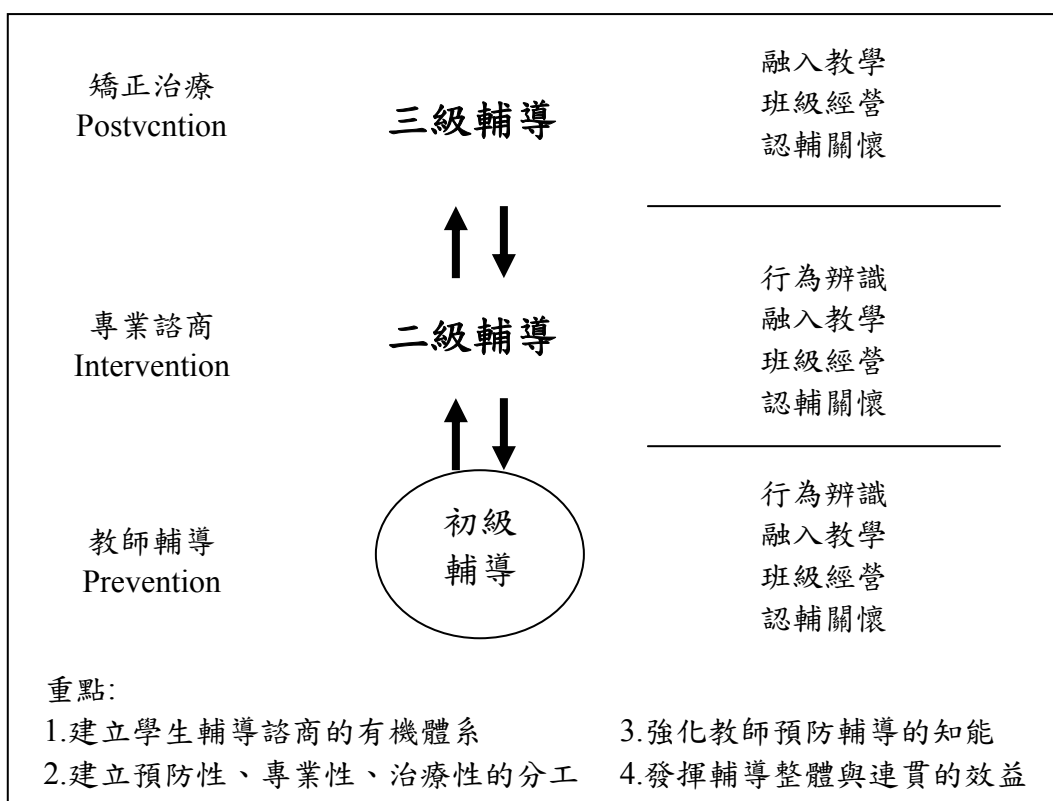 矯正治療
Postvcntion
三級輔導
融入教學
班級經營
認輔關懷
專業諮商
Intervention
二級輔導
行為辨識
融入教學
班級經營
認輔關懷
教師輔導
Prevention
初級
輔導
行為辨識
融入教學
班級經營
認輔關懷
重點:
1.建立學生輔導諮商的有機體系
2.建立預防性、專業性、治療性的分工
3.強化教師預防輔導的知能
4.發揮輔導整體與連貫的效益